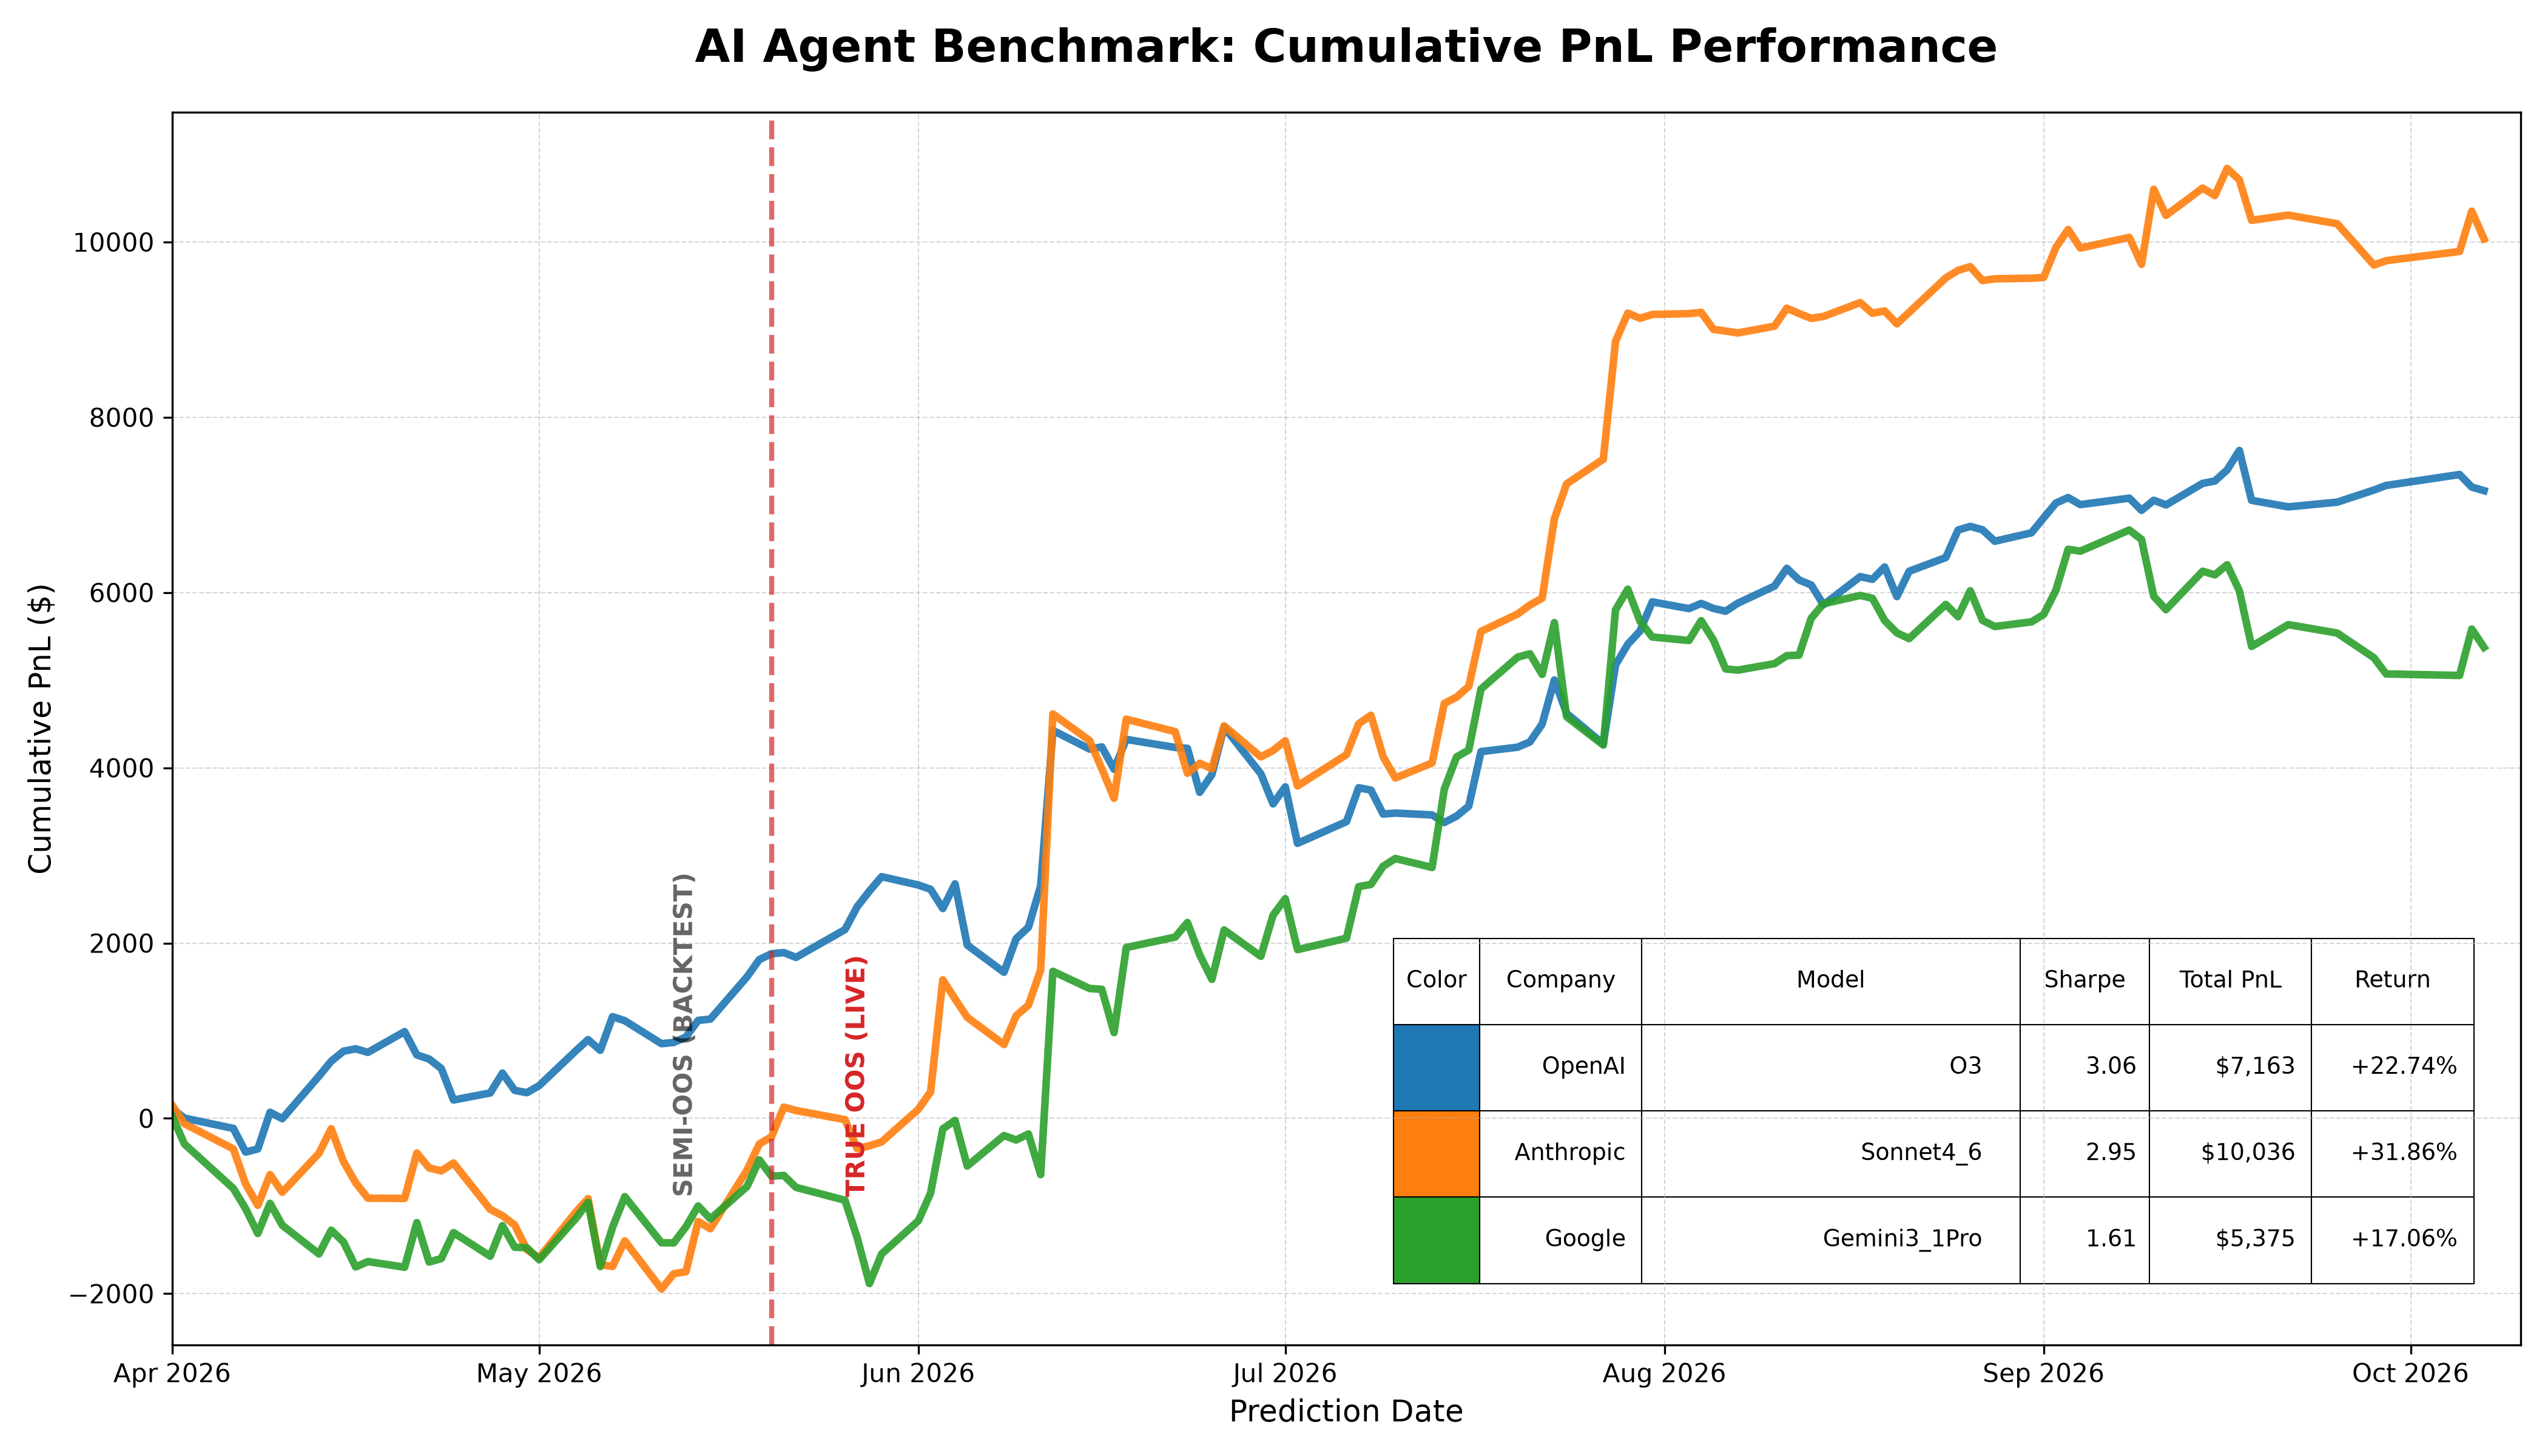 AI Agent Benchmark: Cumulative PnL Performance
Cumulative PnL ($)
10000
8000
6000
4000
2000
0
−2000
SEMI-OOS (BACKTEST)
TRUE OOS (LIVE)
Color Company Model Sharpe Total PnL Return
OpenAI O3 3.06 $7,163 +22.74%
Anthropic Sonnet4_6 2.95 $10,036 +31.86%
Google Gemini3_1Pro 1.61 $5,375 +17.06%
Apr 2026 May 2026 Jun 2026 Jul 2026 Aug 2026 Sep 2026 Oct 2026
Prediction Date